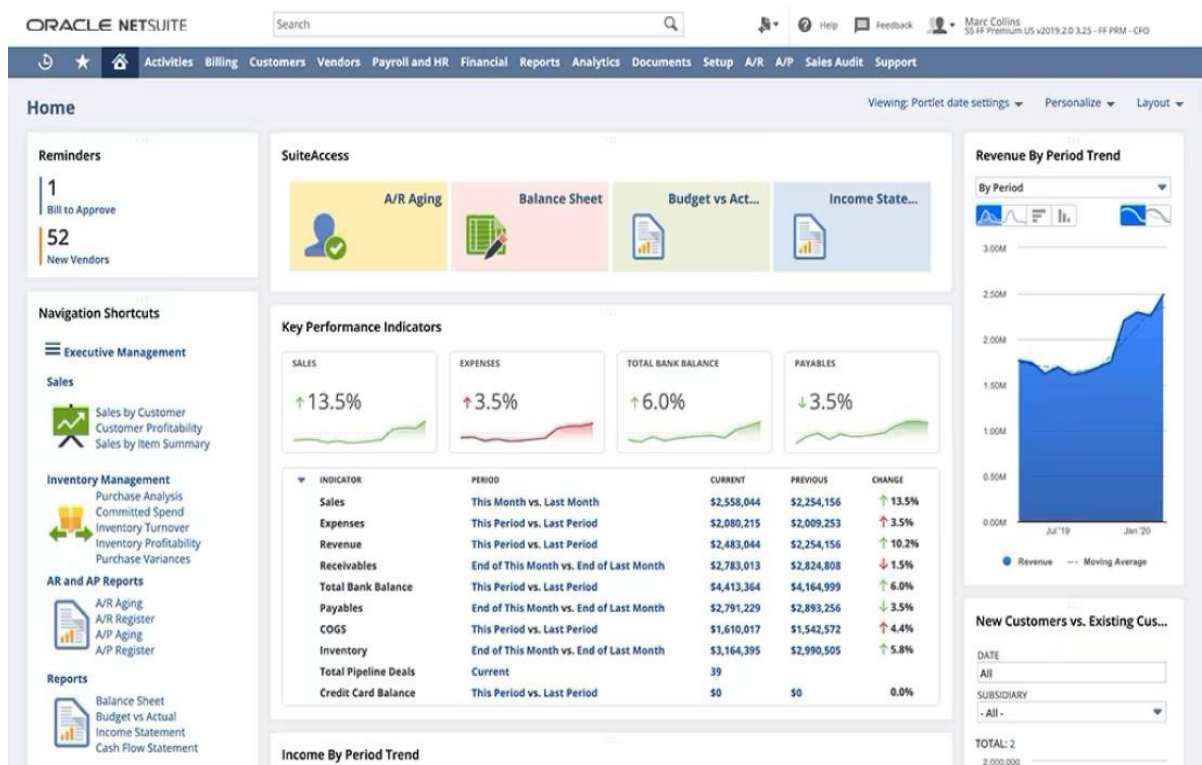 ORACLE NETSUITE
Search
Help
Feedback
Marc Collins
SS FF Premium US v2019.2.0 3.25 - FF PRM - CFO
Activities Billing Customers Vendors Payroll and HR Financial Reports Analytics Documents Setup A/R A/P Sales Audit Support
Home
Viewing: Portlet date settings Personalize Layout
Reminders
1
Bill to Approve
52
New Vendors
Navigation Shortcuts
Executive Management
Sales
Sales by Customer
Customer Profitability
Sales by Item Summary
Inventory Management
Purchase Analysis
Committed Spend
Inventory Turnover
Inventory Profitability
Purchase Variances
AR and AP Reports
A/R Aging
A/R Register
A/P Aging
A/P Register
Reports
Balance Sheet
Budget vs Actual
Income Statement
Cash Flow Statement
SuiteAccess
A/R Aging
Balance Sheet
Budget vs Act...
Income State...
Key Performance Indicators
SALES
↑13.5%
EXPENSES
↑3.5%
TOTAL BANK BALANCE
↑6.0%
PAYABLES
↓3.5%
INDICATOR PERIOD CURRENT PREVIOUS CHANGE
Sales This Month vs. Last Month $2,558,044 $2,254,156 ↑ 13.5%
Expenses This Period vs. Last Period $2,080,215 $2,009,253 ↑ 3.5%
Revenue This Period vs. Last Period $2,483,044 $2,254,156 ↑ 10.2%
Receivables End of This Month vs. End of Last Month $2,783,013 $2,824,808 ↓ 1.5%
Total Bank Balance This Period vs. Last Period $4,413,364 $4,164,999 ↑ 6.0%
Payables End of This Month vs. End of Last Month $2,791,229 $2,893,256 ↓ 3.5%
COGS This Period vs. Last Period $1,610,017 $1,542,572 ↑ 4.4%
Inventory End of This Month vs. End of Last Month $3,164,395 $2,990,505 ↑ 5.8%
Total Pipeline Deals Current 39
Credit Card Balance This Period vs. Last Period $0 $0 0.0%
Income By Period Trend
Revenue By Period Trend
By Period
3.00M
2.50M
2.00M
1.50M
1.00M
0.50M
0.00M
Jul '19 Jan '20
Revenue Moving Average
New Customers vs. Existing Cus...
DATE
All
SUBSIDIARY
- All -
TOTAL: 2
2,000,000